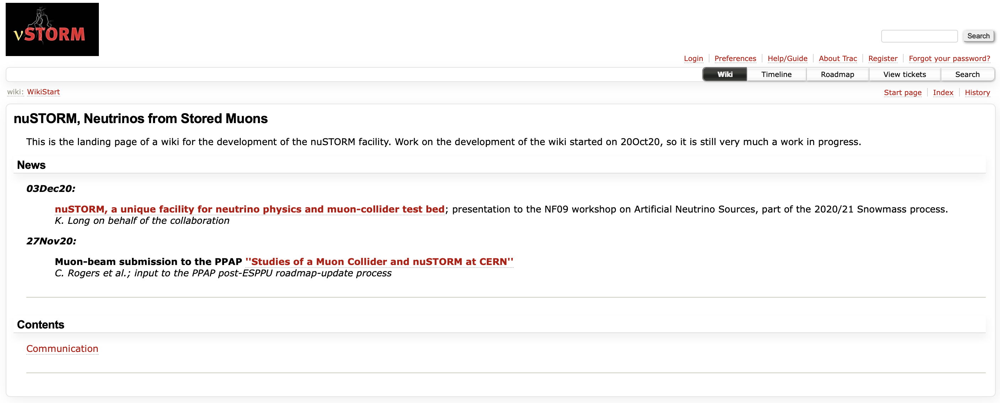 νSTORM
Search
Login Preferences Help/Guide About Trac Register Forgot your password?
Wiki Timeline Roadmap View tickets Search
wiki: WikiStart
Start page Index History
nuSTORM, Neutrinos from Stored Muons
This is the landing page of a wiki for the development of the nuSTORM facility. Work on the development of the wiki started on 20Oct20, so it is still very much a work in progress.
News
03Dec20:
nuSTORM, a unique facility for neutrino physics and muon-collider test bed; presentation to the NF09 workshop on Artificial Neutrino Sources, part of the 2020/21 Snowmass process.
K. Long on behalf of the collaboration
27Nov20:
Muon-beam submission to the PPAP ''Studies of a Muon Collider and nuSTORM at CERN''
C. Rogers et al.; input to the PPAP post-ESPPU roadmap-update process
Contents
Communication